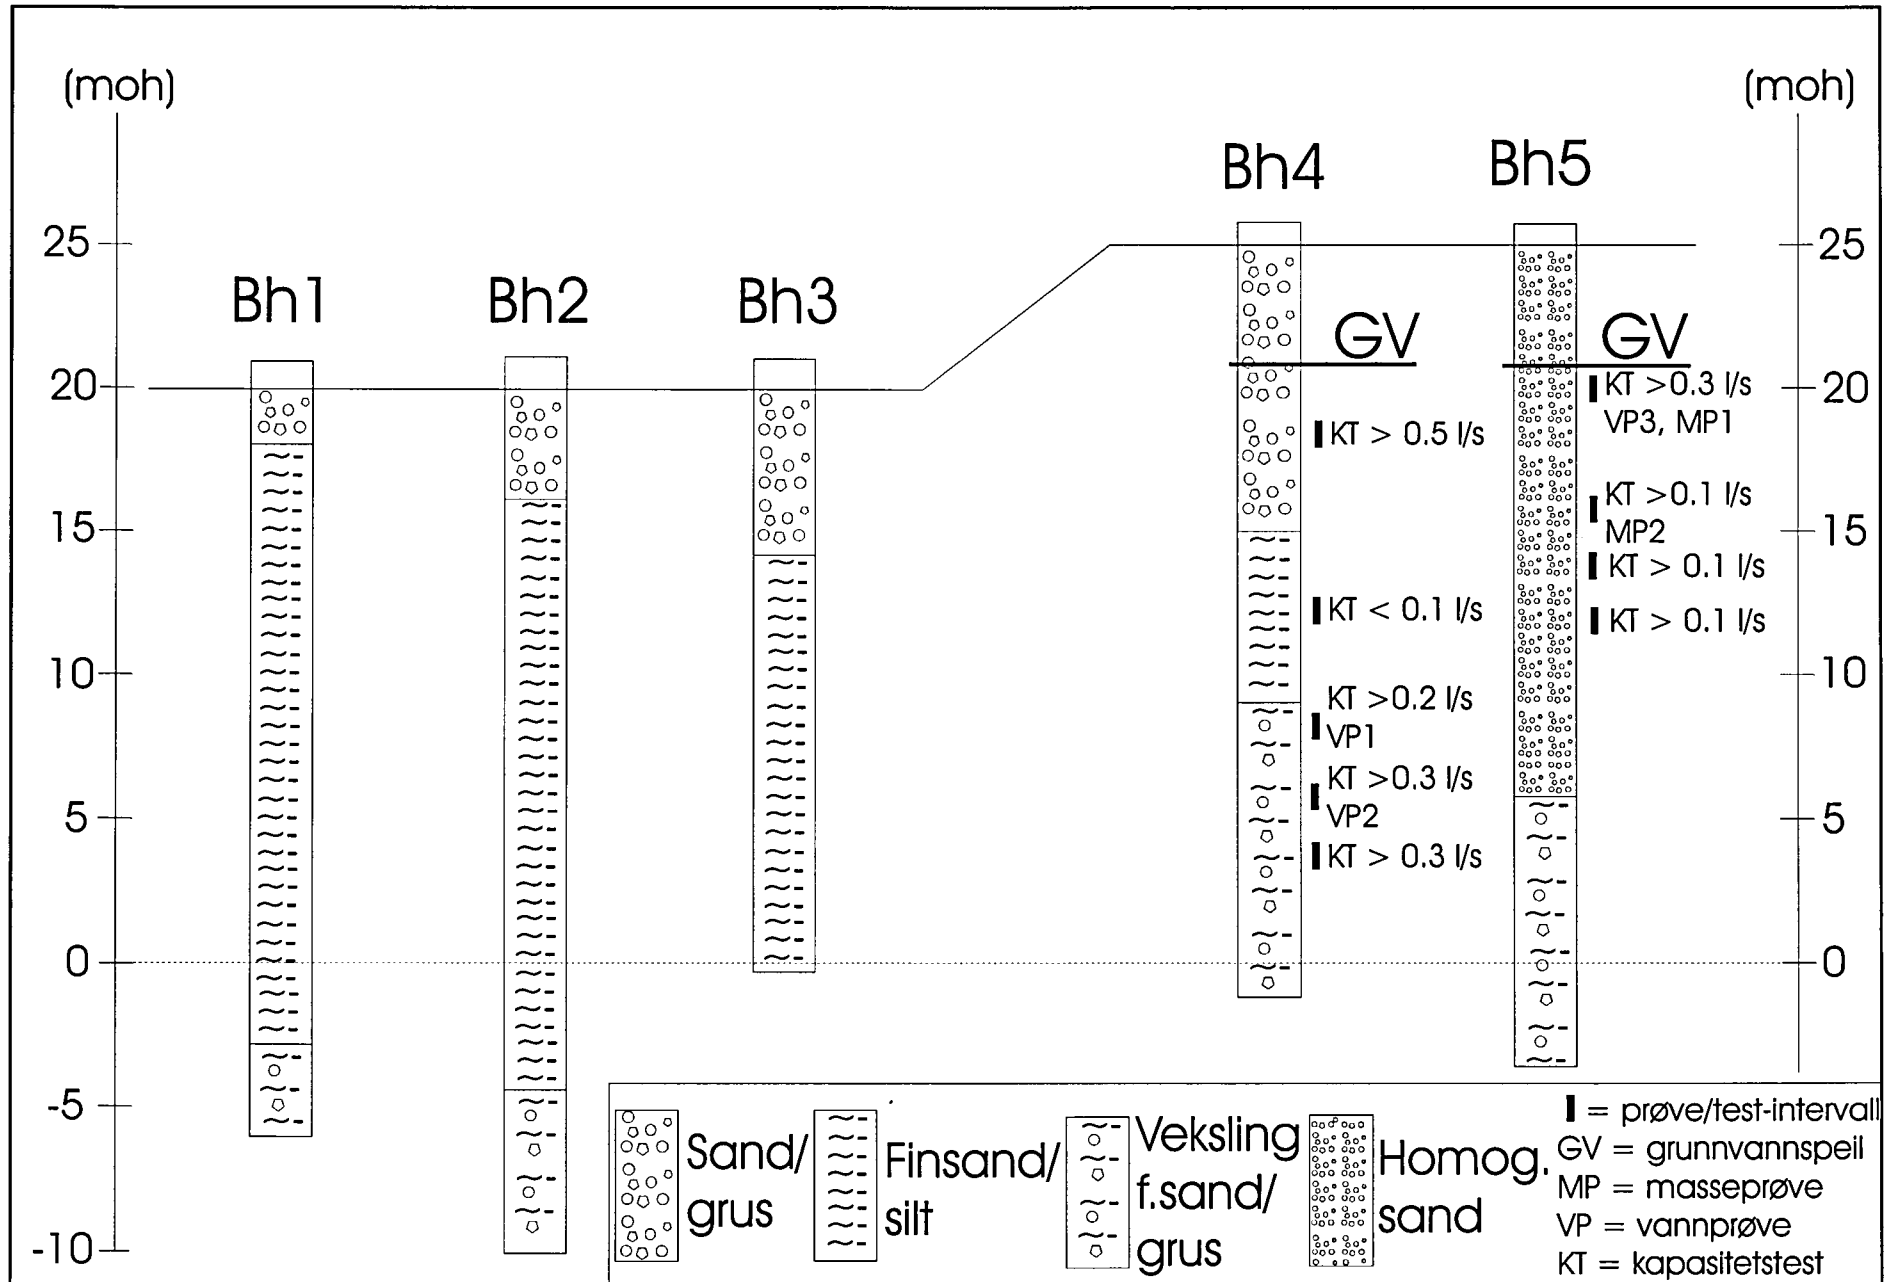 (moh)
(moh)
Bh4
Bh5
25
25
Bh1
Bh2
Bh3
GV
GV
20
20
KT >0.3 l/s
VP3, MP1
KT > 0.5 l/s
KT >0.1 l/s
MP2
15
15
KT > 0.1 l/s
KT < 0.1 l/s
KT > 0.1 l/s
10
10
KT >0.2 l/s
VP1
KT >0.3 l/s
VP2
5
5
KT > 0.3 l/s
0
0
-5
-10
Sand/
grus
Finsand/
silt
Veksling
f.sand/
grus
Homog.
sand
= prøve/test-intervall
GV = grunnvannspeil
MP = masseprøve
VP = vannprøve
KT = kapasitetstest